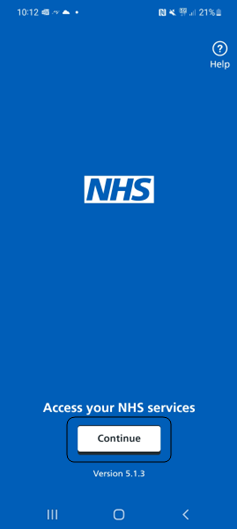 10:12 21%
Help
NHS
Access your NHS services
Continue
Version 5.1.3